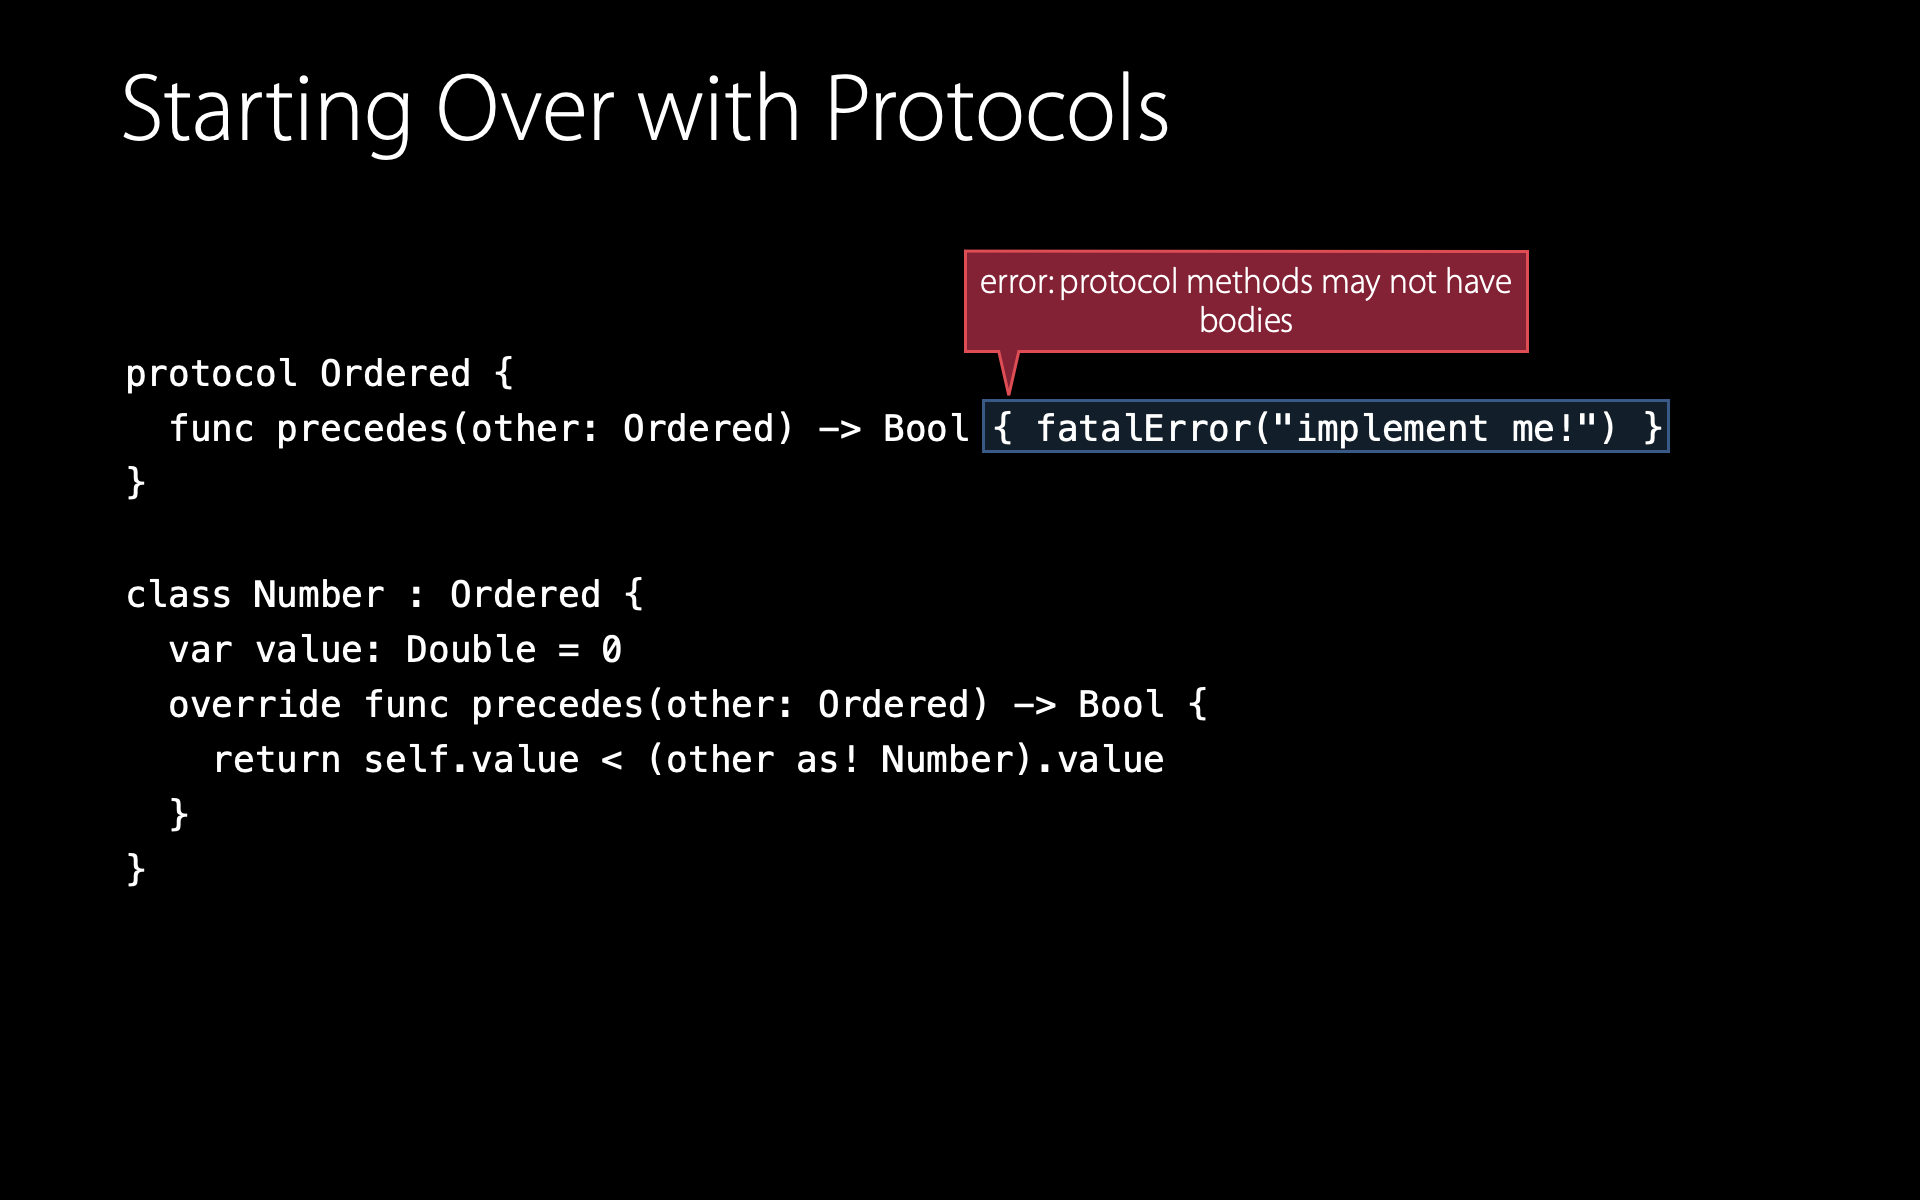 Starting Over with Protocols
error: protocol methods may not have
bodies
protocol Ordered {
  func precedes(other: Ordered) -> Bool { fatalError("implement me!") }
}
class Number : Ordered {
  var value: Double = 0
  override func precedes(other: Ordered) -> Bool {
    return self.value < (other as! Number).value
  }
}